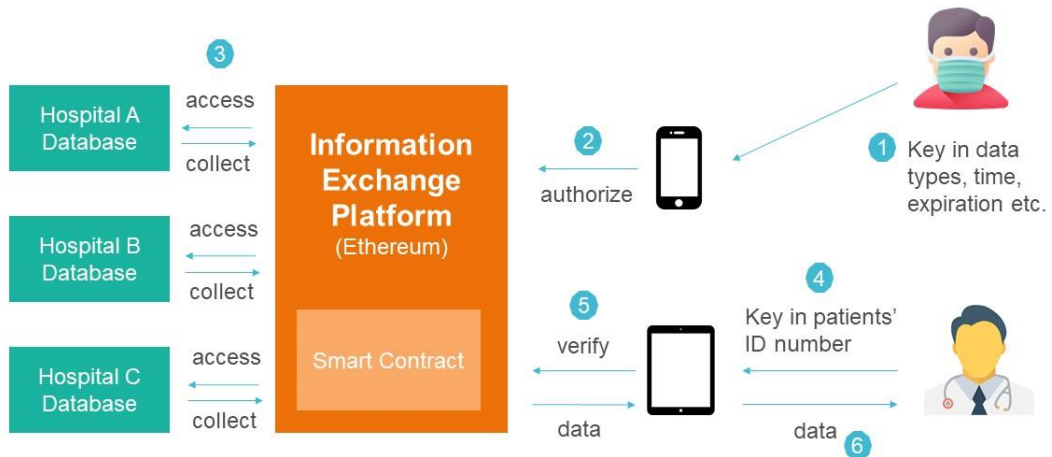 3
Hospital A
Database
access
collect
Hospital B
Database
access
collect
Hospital C
Database
access
collect
Information
Exchange
Platform
(Ethereum)
Smart Contract
2
authorize
1
Key in data
types, time,
expiration etc.
5
verify
data
4
Key in patients’
ID number
data
6